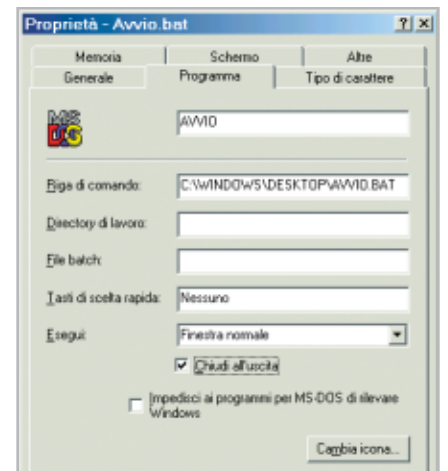 Proprietà - Avvio.bat
Memoria Schermo Altre
Generale Programma Tipo di carattere
MS DOS
AVVIO
Riga di comando: C:\WINDOWS\DESKTOP\AVVIO.BAT
Directory di lavoro:
File batch:
Tasti di scelta rapida: Nessuno
Esegui: Finestra normale
Chiudi all'uscita
Impedisci ai programmi per MS-DOS di rilevare
Windows
Cambia icona...